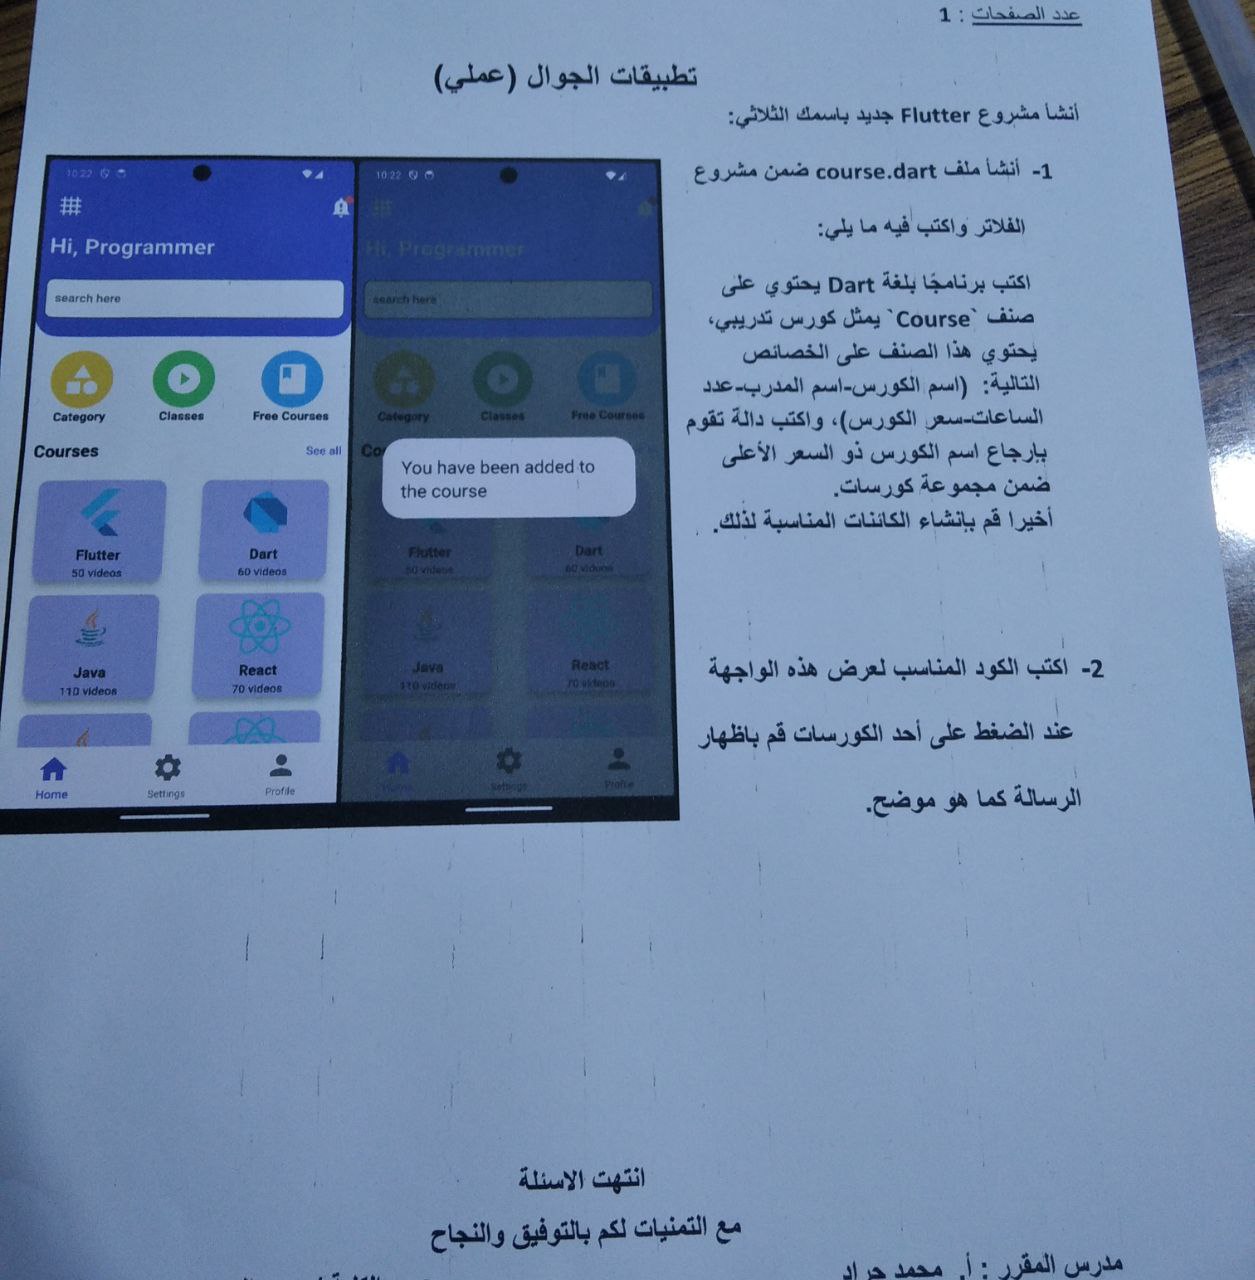 عدد الصفحات : 1
تطبيقات الجوال (عملي)
أنشأ مشروع Flutter جديد باسمك الثلاثي:
1- أنشأ ملف course.dart ضمن مشروع
الفلاتر واكتب فيه ما يلي:
اكتب برنامجًا بلغة Dart يحتوي على
صنف `Course` يمثل كورس تدريبي،
يحتوي هذا الصنف على الخصائص
التالية: (اسم الكورس-اسم المدرب-عدد
الساعات-سعر الكورس)، واكتب دالة تقوم
بإرجاع اسم الكورس ذو السعر الأعلى
ضمن مجموعة كورسات.
أخيرا قم بإنشاء الكائنات المناسبة لذلك.
2- اكتب الكود المناسب لعرض هذه الواجهة
عند الضغط على أحد الكورسات قم باظهار
الرسالة كما هو موضح.
10:22
Hi, Programmer
search here
Category Classes Free Courses
Courses See all
Flutter Dart
50 videos 60 videos
Java React
110 videos 70 videos
Home Settings Profile
10:22
Hi, Programmer
search here
Category Classes Free Courses
Co
You have been added to
the course
Flutter Dart
50 videos 60 videos
Java React
110 videos 70 videos
Home Settings Profile
انتهت الاسئلة
مع التمنيات لكم بالتوفيق والنجاح
مدرس المقرر : أ. محمد جراد